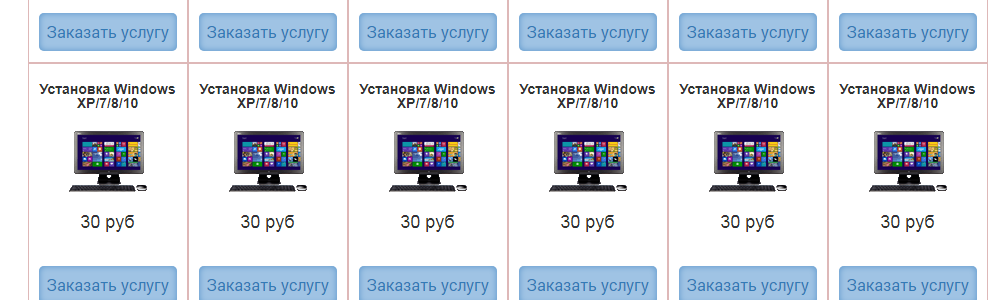 Заказать услугу Заказать услугу Заказать услугу Заказать услугу Заказать услугу Заказать услугу
Установка Windows Установка Windows Установка Windows Установка Windows Установка Windows Установка Windows
XP/7/8/10 XP/7/8/10 XP/7/8/10 XP/7/8/10 XP/7/8/10 XP/7/8/10
30 руб 30 руб 30 руб 30 руб 30 руб 30 руб
Заказать услугу Заказать услугу Заказать услугу Заказать услугу Заказать услугу Заказать услугу